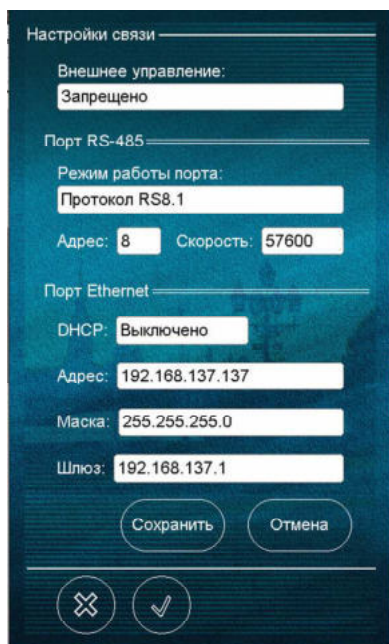 Настройки связи
Внешнее управление:
Запрещено
Порт RS-485
Режим работы порта:
Протокол RS8.1
Адрес: 8 Скорость: 57600
Порт Ethernet
DHCP: Выключено
Адрес: 192.168.137.137
Маска: 255.255.255.0
Шлюз: 192.168.137.1
Сохранить Отмена